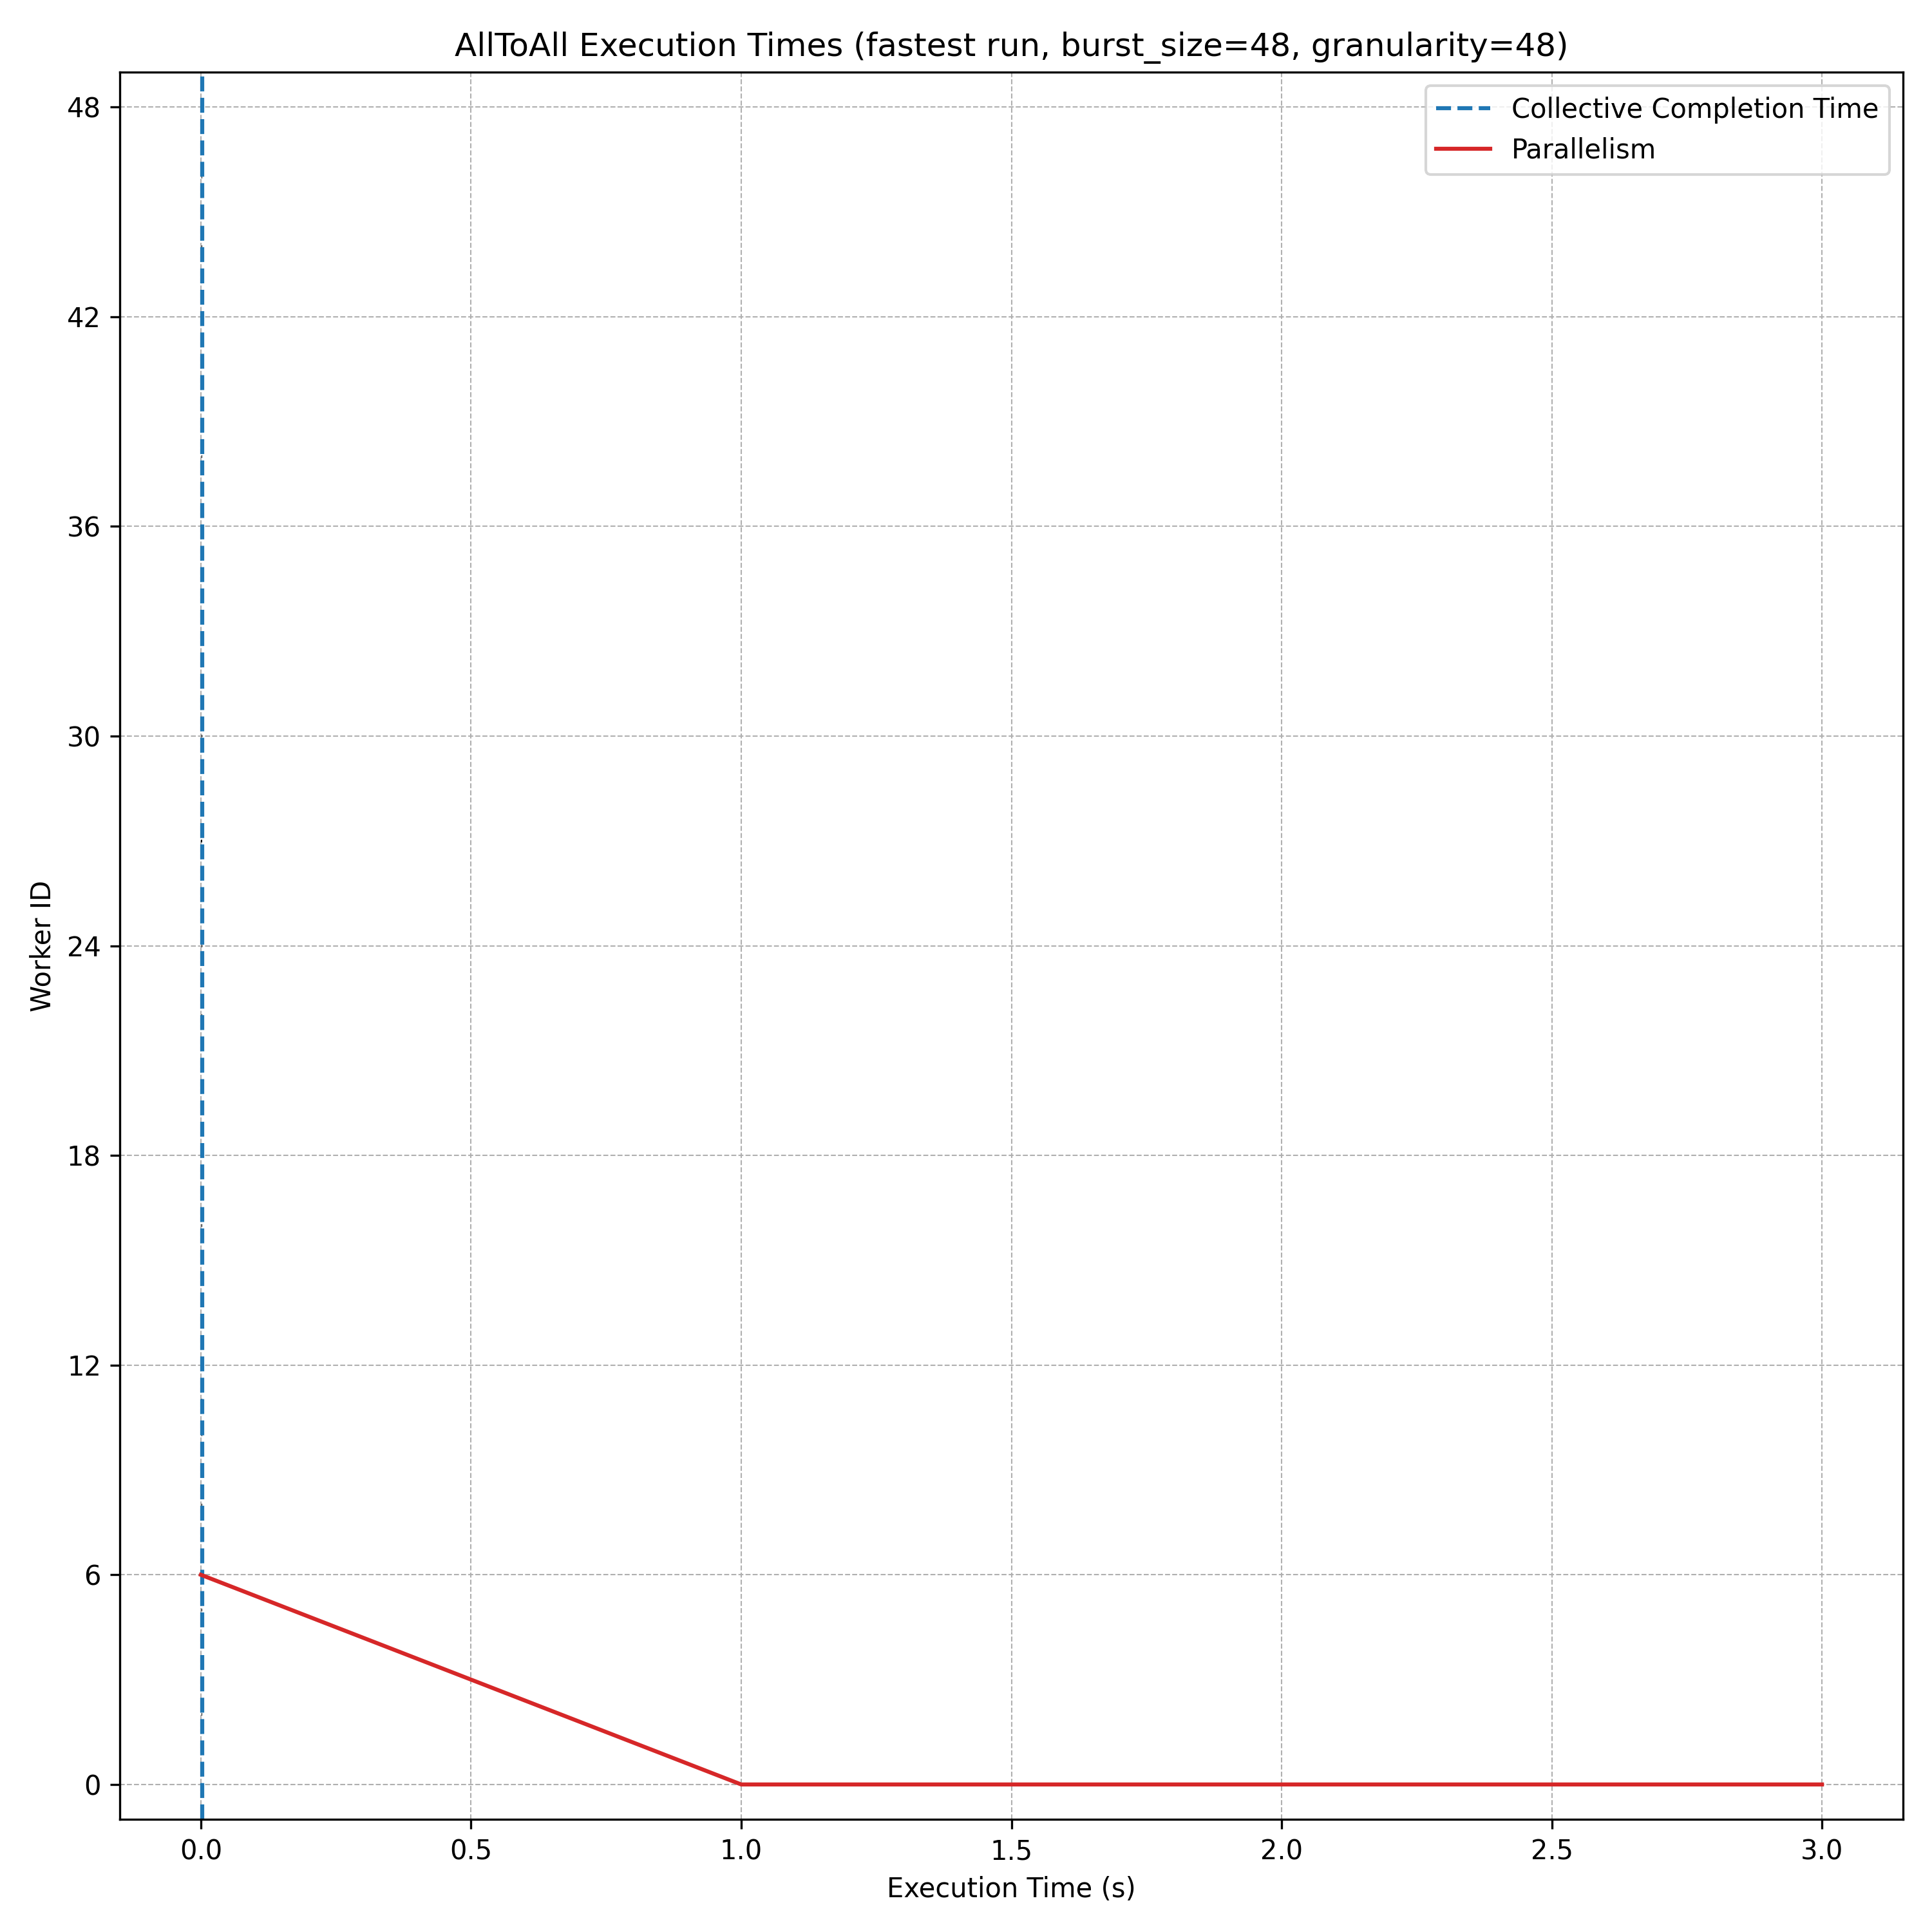 AllToAll Execution Times (fastest run, burst_size=48, granularity=48)
Collective Completion Time
Parallelism
48
42
36
30
24
18
12
6
0
Worker ID
0.0 0.5 1.0 1.5 2.0 2.5 3.0
Execution Time (s)